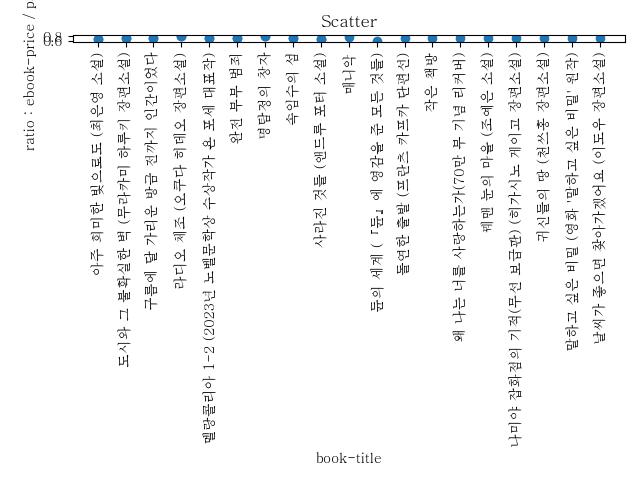 Scatter
ratio : ebook-price / p
0.8
0.6
아주 희미한 빛으로도 (최은영 소설)
도시와 그 불확실한 벽 (무라카미 하루키 장편소설)
구름에 달 가리운 방금 전까지 인간이었다
라디오 체조 (오쿠다 히데오 장편소설)
멜랑콜리아 1-2 (2023년 노벨문학상 수상작가 욘 포세 대표작)
완전 부부 범죄
명탐정의 창자
속임수의 섬
사라진 것들 (앤드루 포터 소설)
매니악
듄의 세계 (『듄』에 영감을 준 모든 것들)
돌연한 출발 (프란츠 카프카 단편선)
작은 책방
왜 나는 너를 사랑하는가(70만 부 기념 리커버)
꿰맨 눈의 마을 (조예은 소설)
나미야 잡화점의 기적(무선 보급판) (히가시노 게이고 장편소설)
귀신들의 땅 (천쓰홍 장편소설)
말하고 싶은 비밀 (영화 '말하고 싶은 비밀' 원작)
날씨가 좋으면 찾아가겠어요 (이도우 장편소설)
book-title